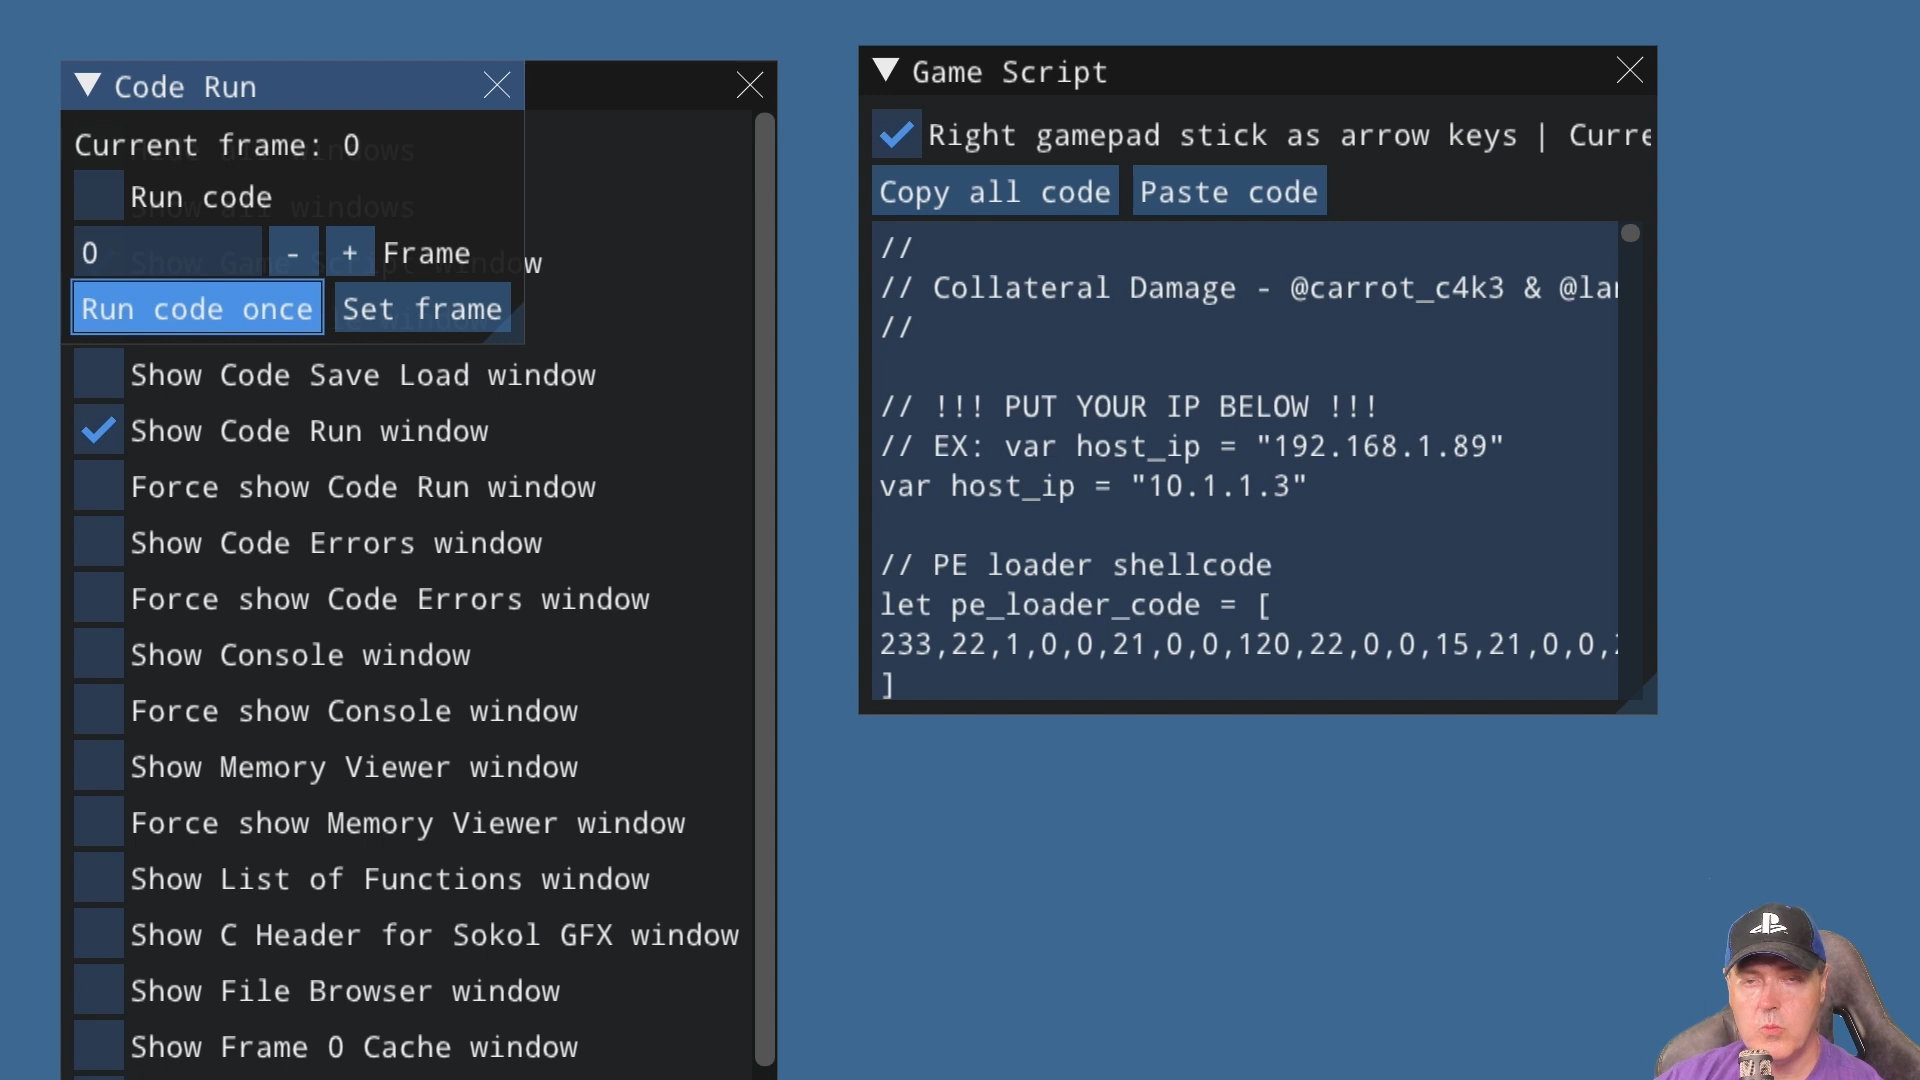 Code Run
Current frame: 0
Run code
0 - + Frame
Run code once Set frame
Show Code Save Load window
Show Code Run window
Force show Code Run window
Show Code Errors window
Force show Code Errors window
Show Console window
Force show Console window
Show Memory Viewer window
Force show Memory Viewer window
Show List of Functions window
Show C Header for Sokol GFX window
Show File Browser window
Show Frame 0 Cache window
Game Script
Right gamepad stick as arrow keys | Curre
Copy all code Paste code
//
// Collateral Damage - @carrot_c4k3 & @lan
//
// !!! PUT YOUR IP BELOW !!!
// EX: var host_ip = "192.168.1.89"
var host_ip = "10.1.1.3"
// PE loader shellcode
let pe_loader_code = [
233,22,1,0,0,21,0,0,120,22,0,0,15,21,0,0,
]